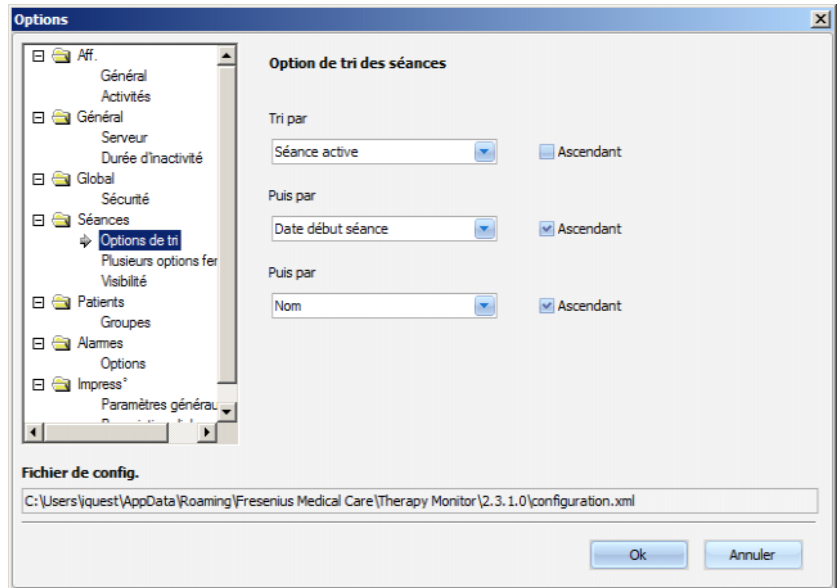 Options
Aff.
Général
Activités
Général
Serveur
Durée d'inactivité
Global
Sécurité
Séances
Options de tri
Plusieurs options fer
Visibilité
Patients
Groupes
Alarmes
Options
Impress°
Paramètres générau
Option de tri des séances
Tri par
Séance active
Ascendant
Puis par
Date début séance
Ascendant
Puis par
Nom
Ascendant
Fichier de config.
C:\Users\iquest\AppData\Roaming\Fresenius Medical Care\Therapy Monitor\2.3.1.0\configuration.xml
Ok
Annuler